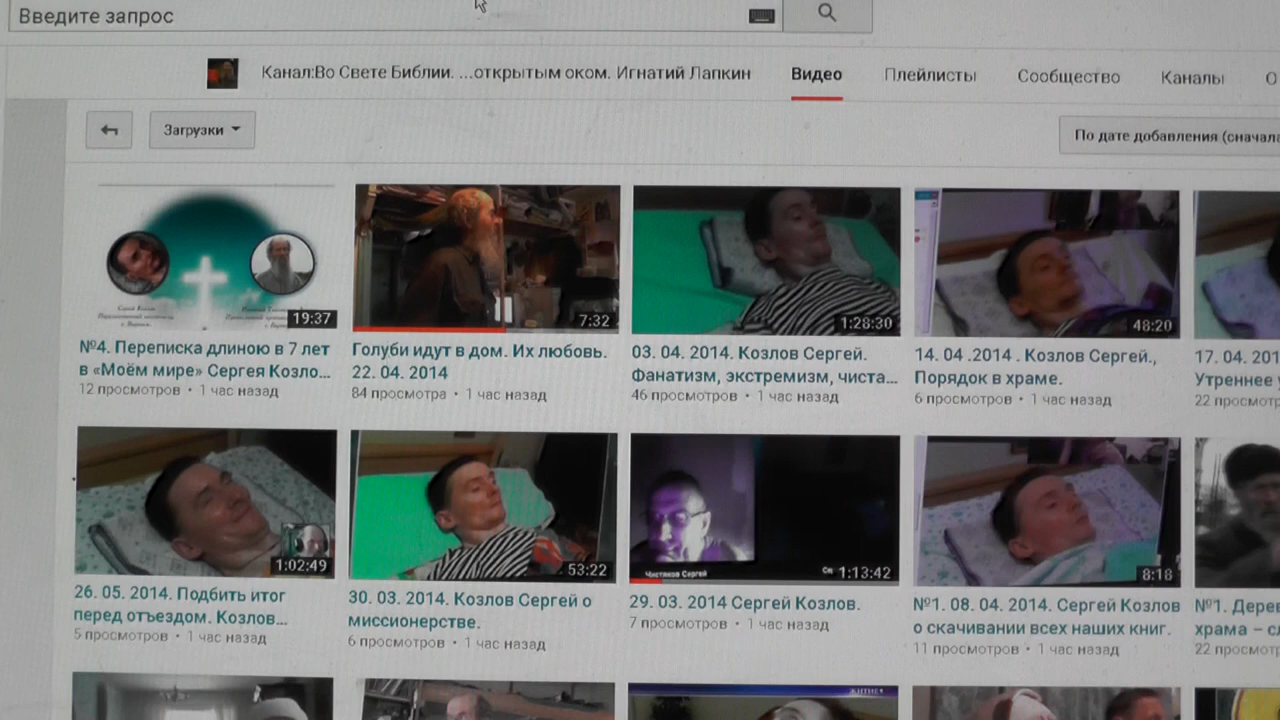 Введите запрос
Канал:Во Свете Библии. ...открытым оком. Игнатий Лапкин
Видео
Плейлисты
Сообщество
Каналы
О
Загрузки
По дате добавления (сначала
19:37
7:32
1:28:30
48:20
№4. Переписка длиною в 7 лет
в «Моём мире» Сергея Козло...
12 просмотров • 1 час назад
Голуби идут в дом. Их любовь.
22. 04. 2014
84 просмотра • 1 час назад
03. 04. 2014. Козлов Сергей.
Фанатизм, экстремизм, чиста...
46 просмотров • 1 час назад
14. 04 .2014 . Козлов Сергей.,
Порядок в храме.
6 просмотров • 1 час назад
17. 04. 201
Утреннее
22 просмотр
1:02:49
53:22
Чистяков Сергей
1:13:42
8:18
26. 05. 2014. Подбить итог
перед отъездом. Козлов...
5 просмотров • 1 час назад
30. 03. 2014. Козлов Сергей о
миссионерстве.
6 просмотров • 1 час назад
29. 03. 2014 Сергей Козлов.
7 просмотров • 1 час назад
№1. 08. 04. 2014. Сергей Козлов
о скачивании всех наших книг.
11 просмотров • 1 час назад
№1. Дерев
храма – сл
22 просмотр